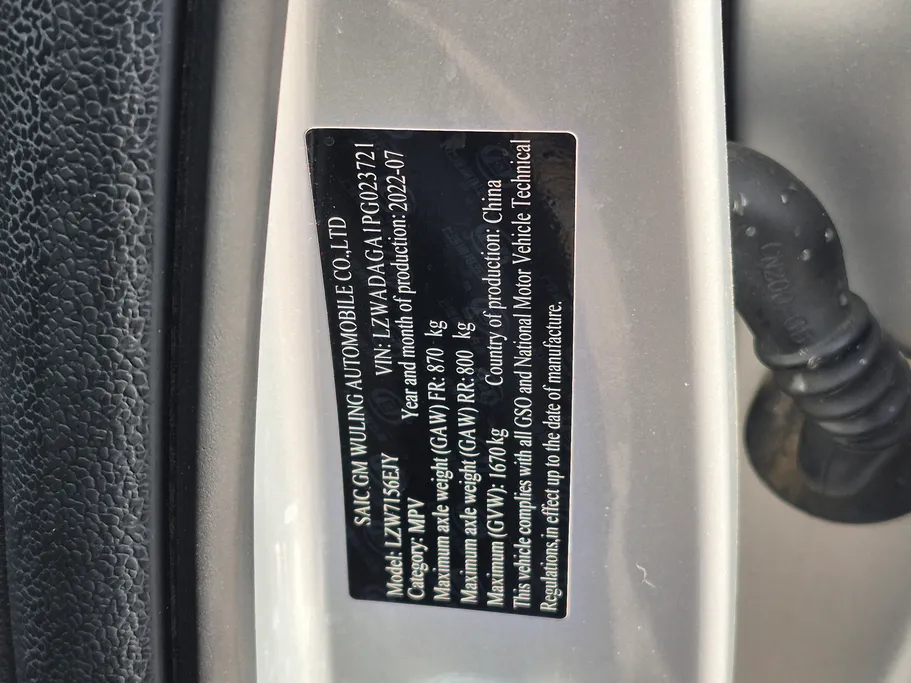 SAIC GM WULING AUTOMOBILE CO.,LTD
Model: LZW7156EJY VIN: LZWADAGA1PG023721
Category: MPV Year and month of production: 2022-07
Maximum axle weight (GAW) FR: 870 kg
Maximum axle weight (GAW) RR: 800 kg
Maximum (GVW): 1670 kg Country of production: China
This vehicle complies with all GSO and National Motor Vehicle Technical
Regulations,in effect up to the date of manufacture.